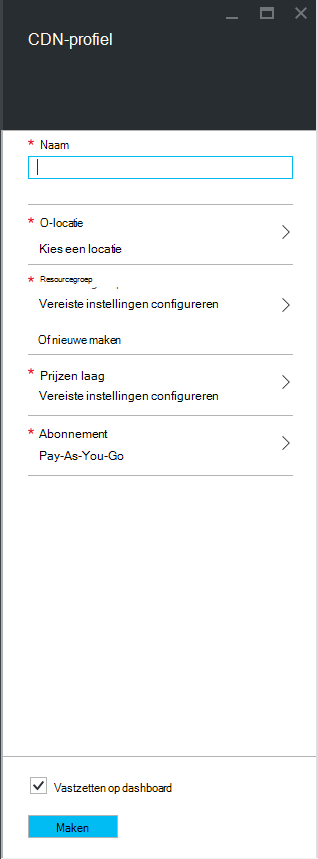 CDN-profiel
* Naam
* O-locatie
Kies een locatie
* Resourcegroep
Vereiste instellingen configureren
Of nieuwe maken
* Prijzen laag
Vereiste instellingen configureren
* Abonnement
Pay-As-You-Go
Vastzetten op dashboard
Maken